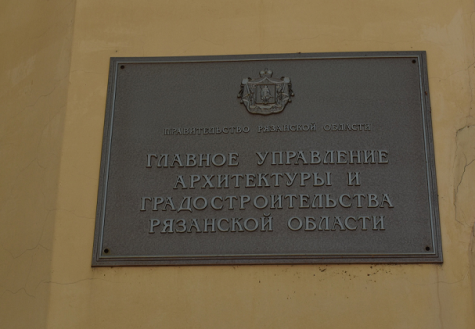 ПРАВИТЕЛЬСТВО РЯЗАНСКОЙ ОБЛАСТИ
ГЛАВНОЕ УПРАВЛЕНИЕ
АРХИТЕКТУРЫ И
ГРАДОСТРОИТЕЛЬСТВА
РЯЗАНСКОЙ ОБЛАСТИ